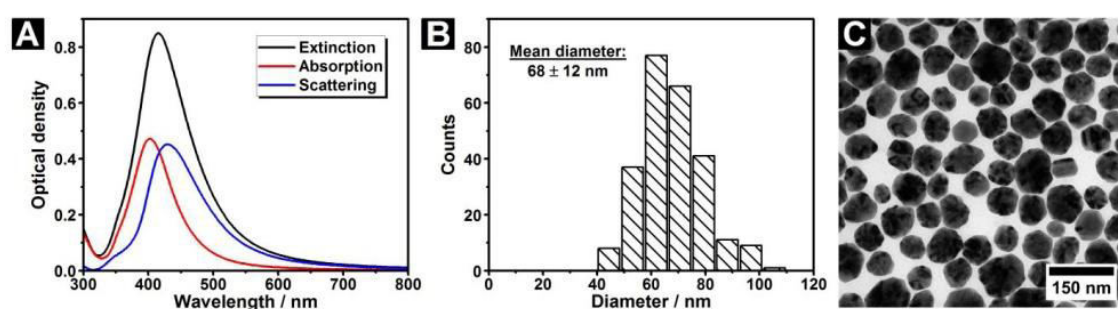 A
Extinction
Absorption
Scattering
0.8
0.6
0.4
0.2
0.0
Optical density
300 400 500 600 700 800
Wavelength / nm
B
Mean diameter:
68 ± 12 nm
80
60
40
20
0
Counts
0 20 40 60 80 100 120
Diameter / nm
C
150 nm